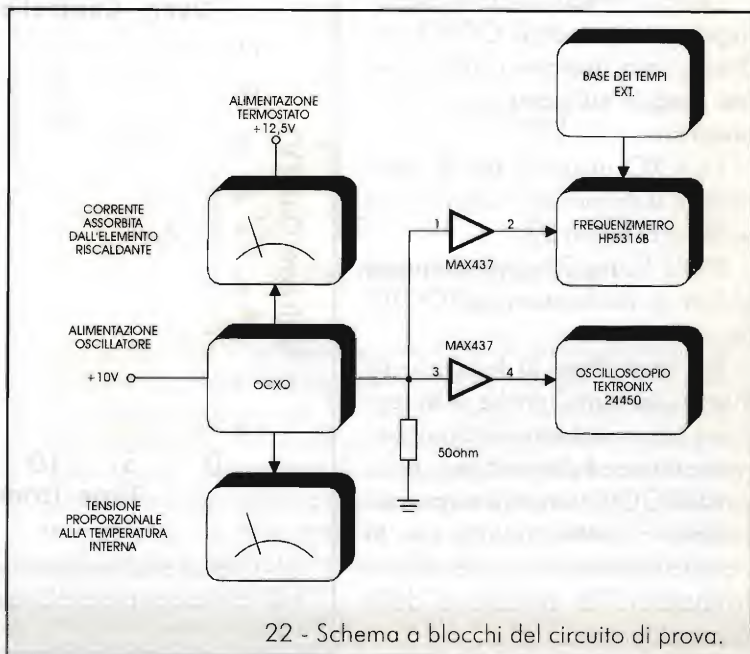 BASE DEI TEMPI
EXT.
ALIMENTAZIONE
TERMOSTATO
+12,5V
CORRENTE
ASSORBITA
DALL'ELEMENTO
RISCALDANTE
1
2
MAX437
FREQUENZIMETRO
HP5316B
ALIMENTAZIONE
OSCILLATORE
+10V
OCXO
MAX437
3
4
OSCILLOSCOPIO
TEKTRONIX
24450
50ohm
TENSIONE
PROPORZIONALE
ALLA TEMPERATURA
INTERNA
22 - Schema a blocchi del circuito di prova.